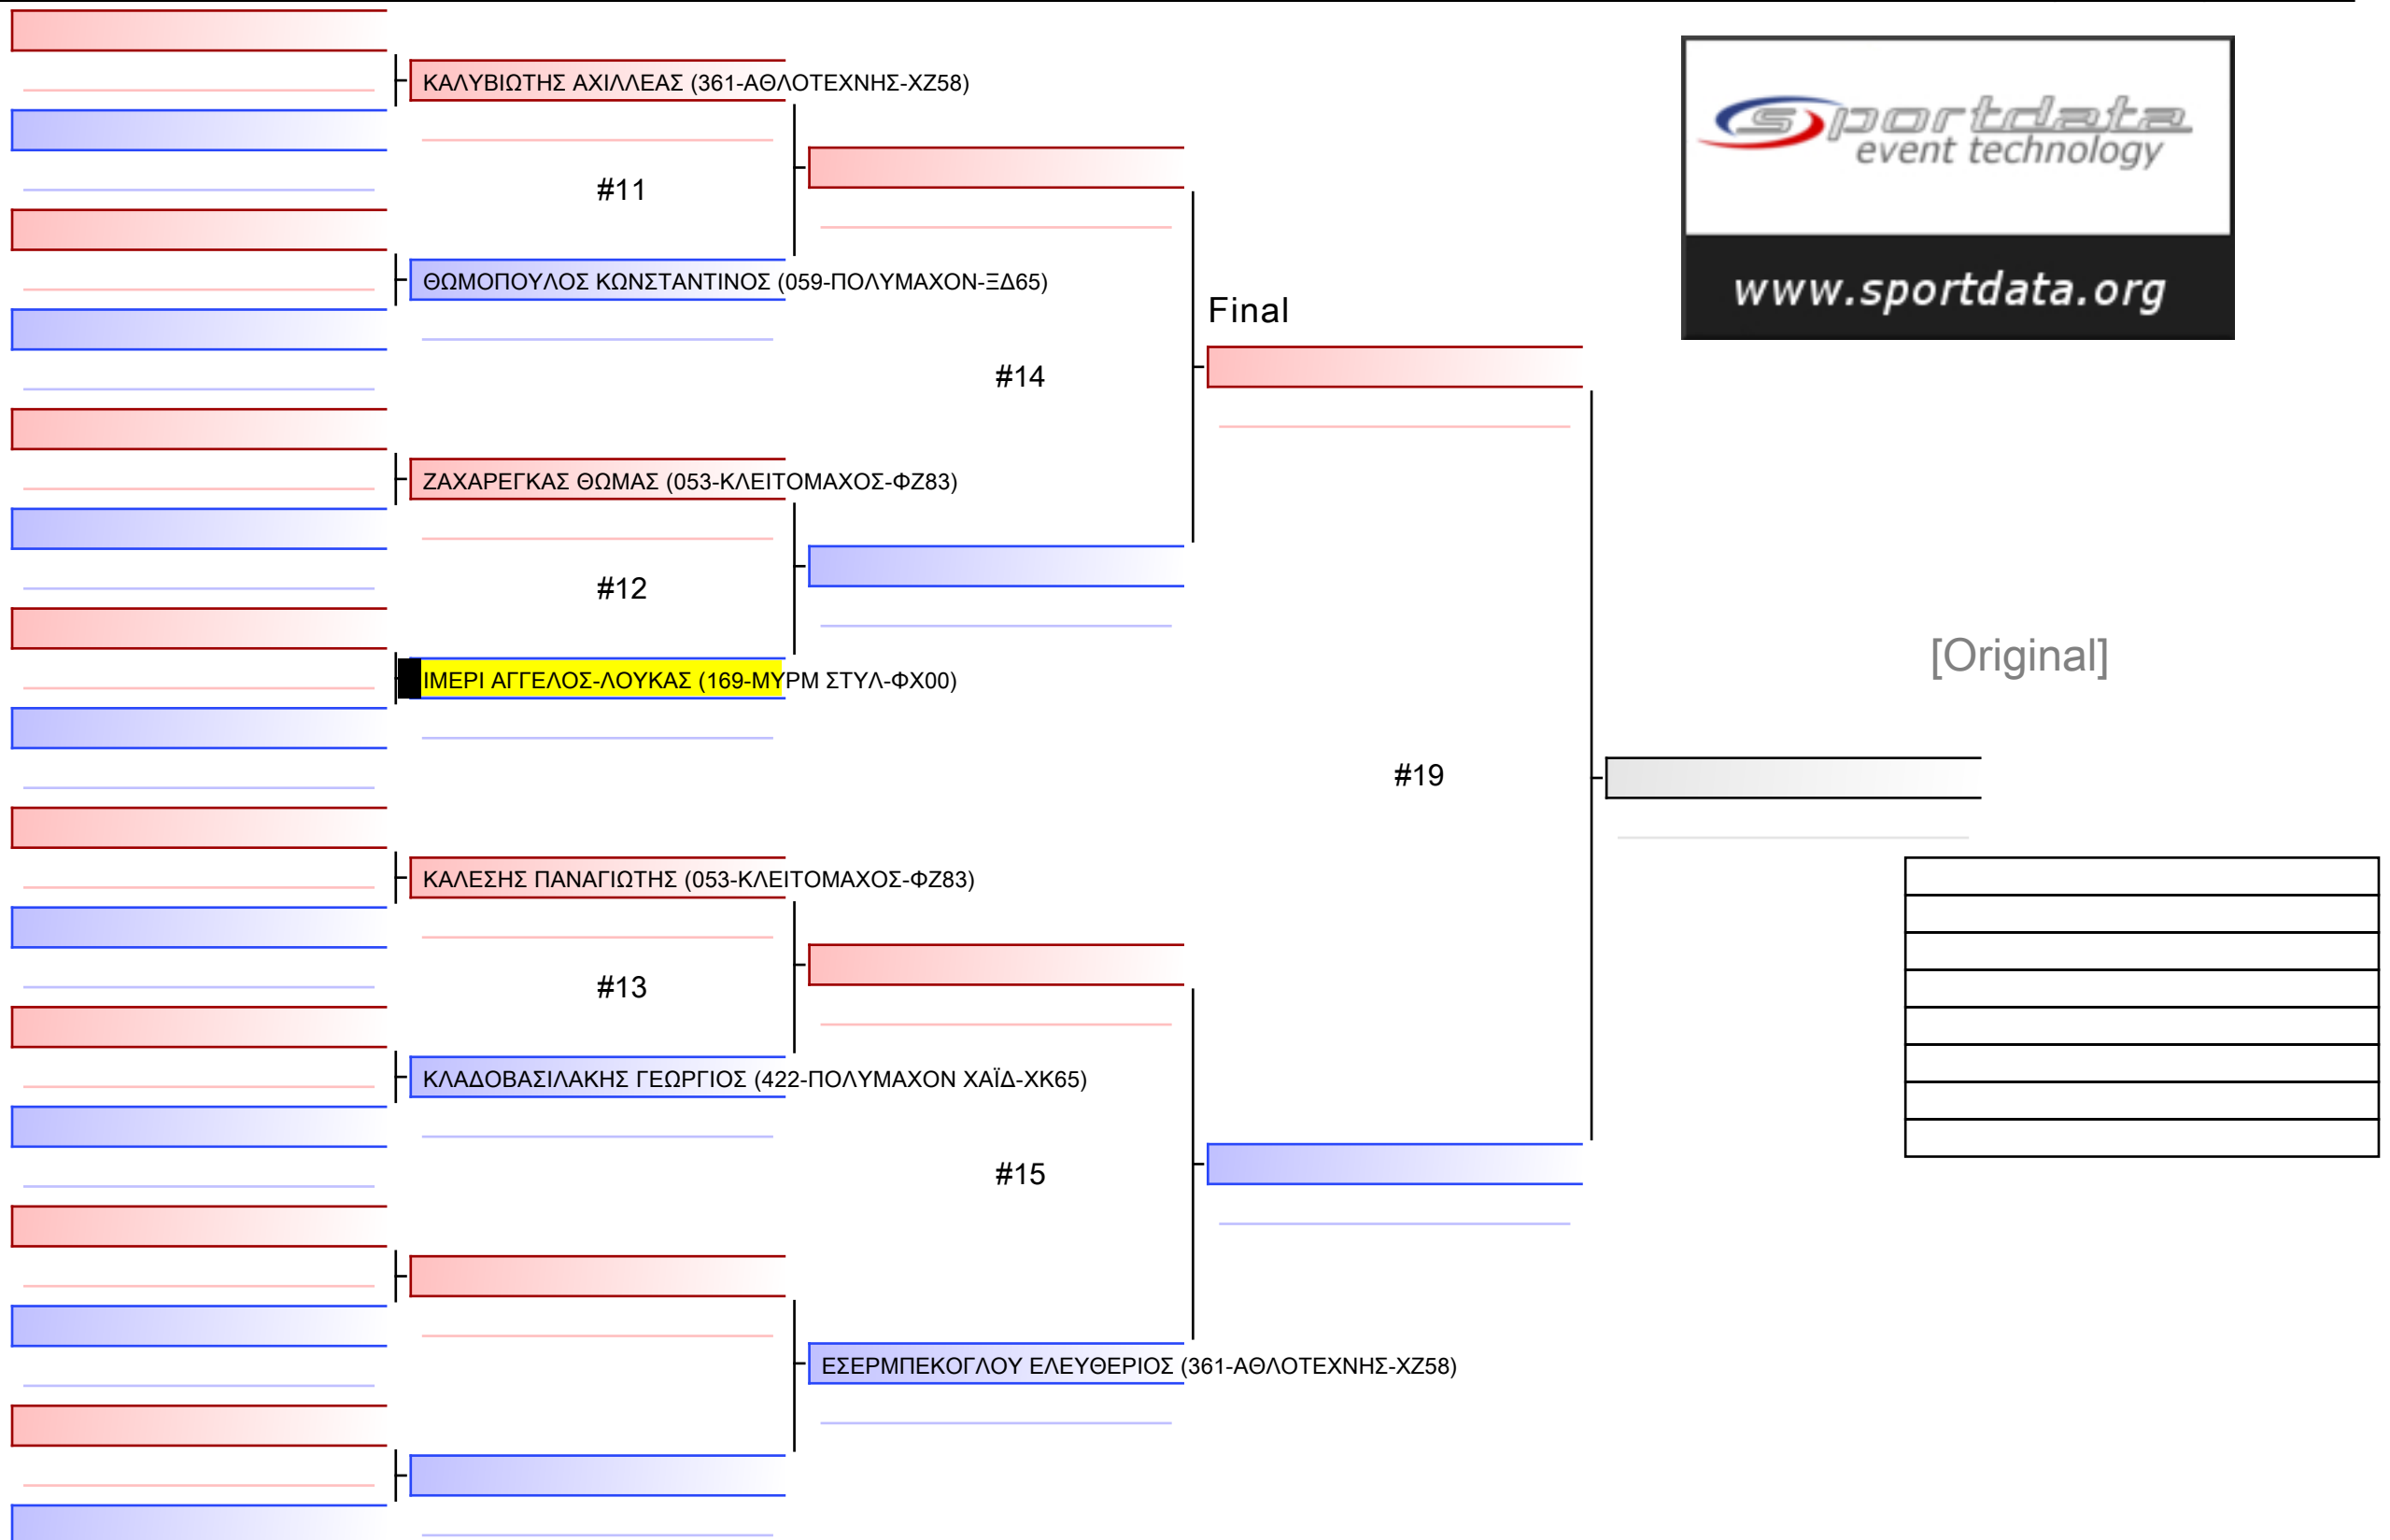 ΚΑΛΥΒΙΩΤΗΣ ΑΧΙΛΛΕΑΣ (361-ΑΘΛΟΤΕΧΝΗΣ-ΧΖ58)
sportdata
event technology
#11
www.sportdata.org
ΘΩΜΟΠΟΥΛΟΣ ΚΩΝΣΤΑΝΤΙΝΟΣ (059-ΠΟΛΥΜΑΧΟΝ-ΞΔ65)
Final
#14
ΖΑΧΑΡΕΓΚΑΣ ΘΩΜΑΣ (053-ΚΛΕΙΤΟΜΑΧΟΣ-ΦΖ83)
#12
[Original]
ΙΜΕΡΙ ΑΓΓΕΛΟΣ-ΛΟΥΚΑΣ (169-ΜΥΡΜ ΣΤΥΛ-ΦΧ00)
#19
ΚΑΛΕΣΗΣ ΠΑΝΑΓΙΩΤΗΣ (053-ΚΛΕΙΤΟΜΑΧΟΣ-ΦΖ83)
#13
ΚΛΑΔΟΒΑΣΙΛΑΚΗΣ ΓΕΩΡΓΙΟΣ (422-ΠΟΛΥΜΑΧΟΝ ΧΑΪΔ-ΧΚ65)
#15
ΕΣΕΡΜΠΕΚΟΓΛΟΥ ΕΛΕΥΘΕΡΙΟΣ (361-ΑΘΛΟΤΕΧΝΗΣ-ΧΖ58)